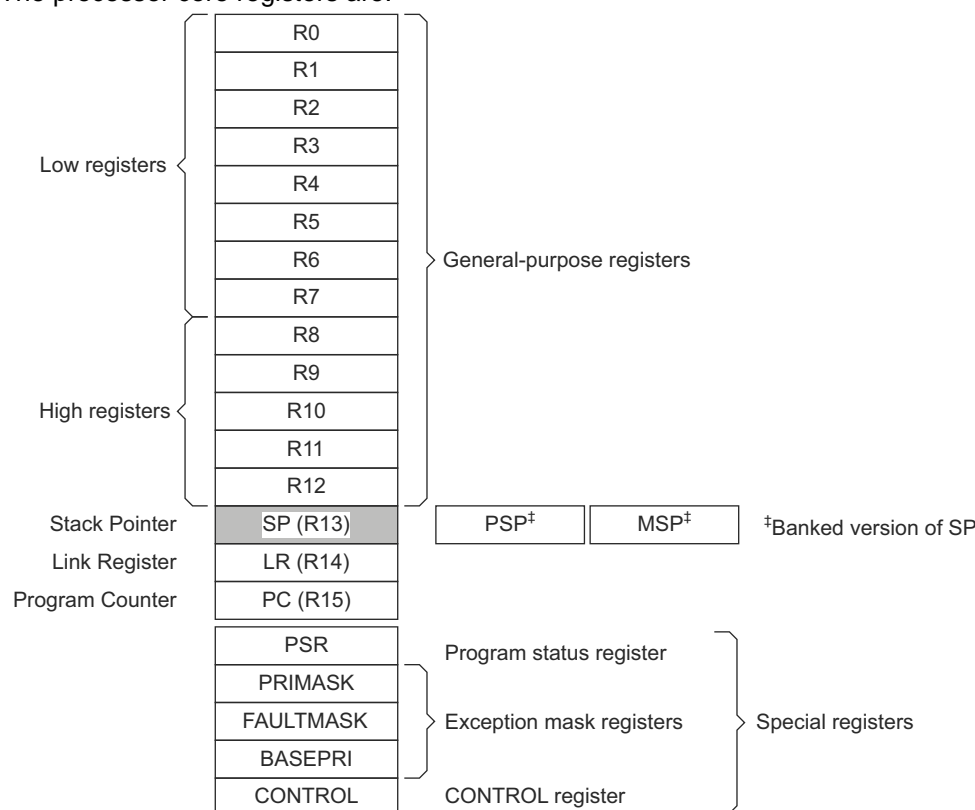 The processor core registers are:
R0
R1
R2
R3
Low registers
R4
R5
R6
General-purpose registers
R7
R8
R9
High registers
R10
R11
R12
Stack Pointer
SP (R13)
PSP‡
MSP‡
‡Banked version of SP
Link Register
LR (R14)
Program Counter
PC (R15)
PSR
Program status register
PRIMASK
FAULTMASK
Exception mask registers
Special registers
BASEPRI
CONTROL
CONTROL register